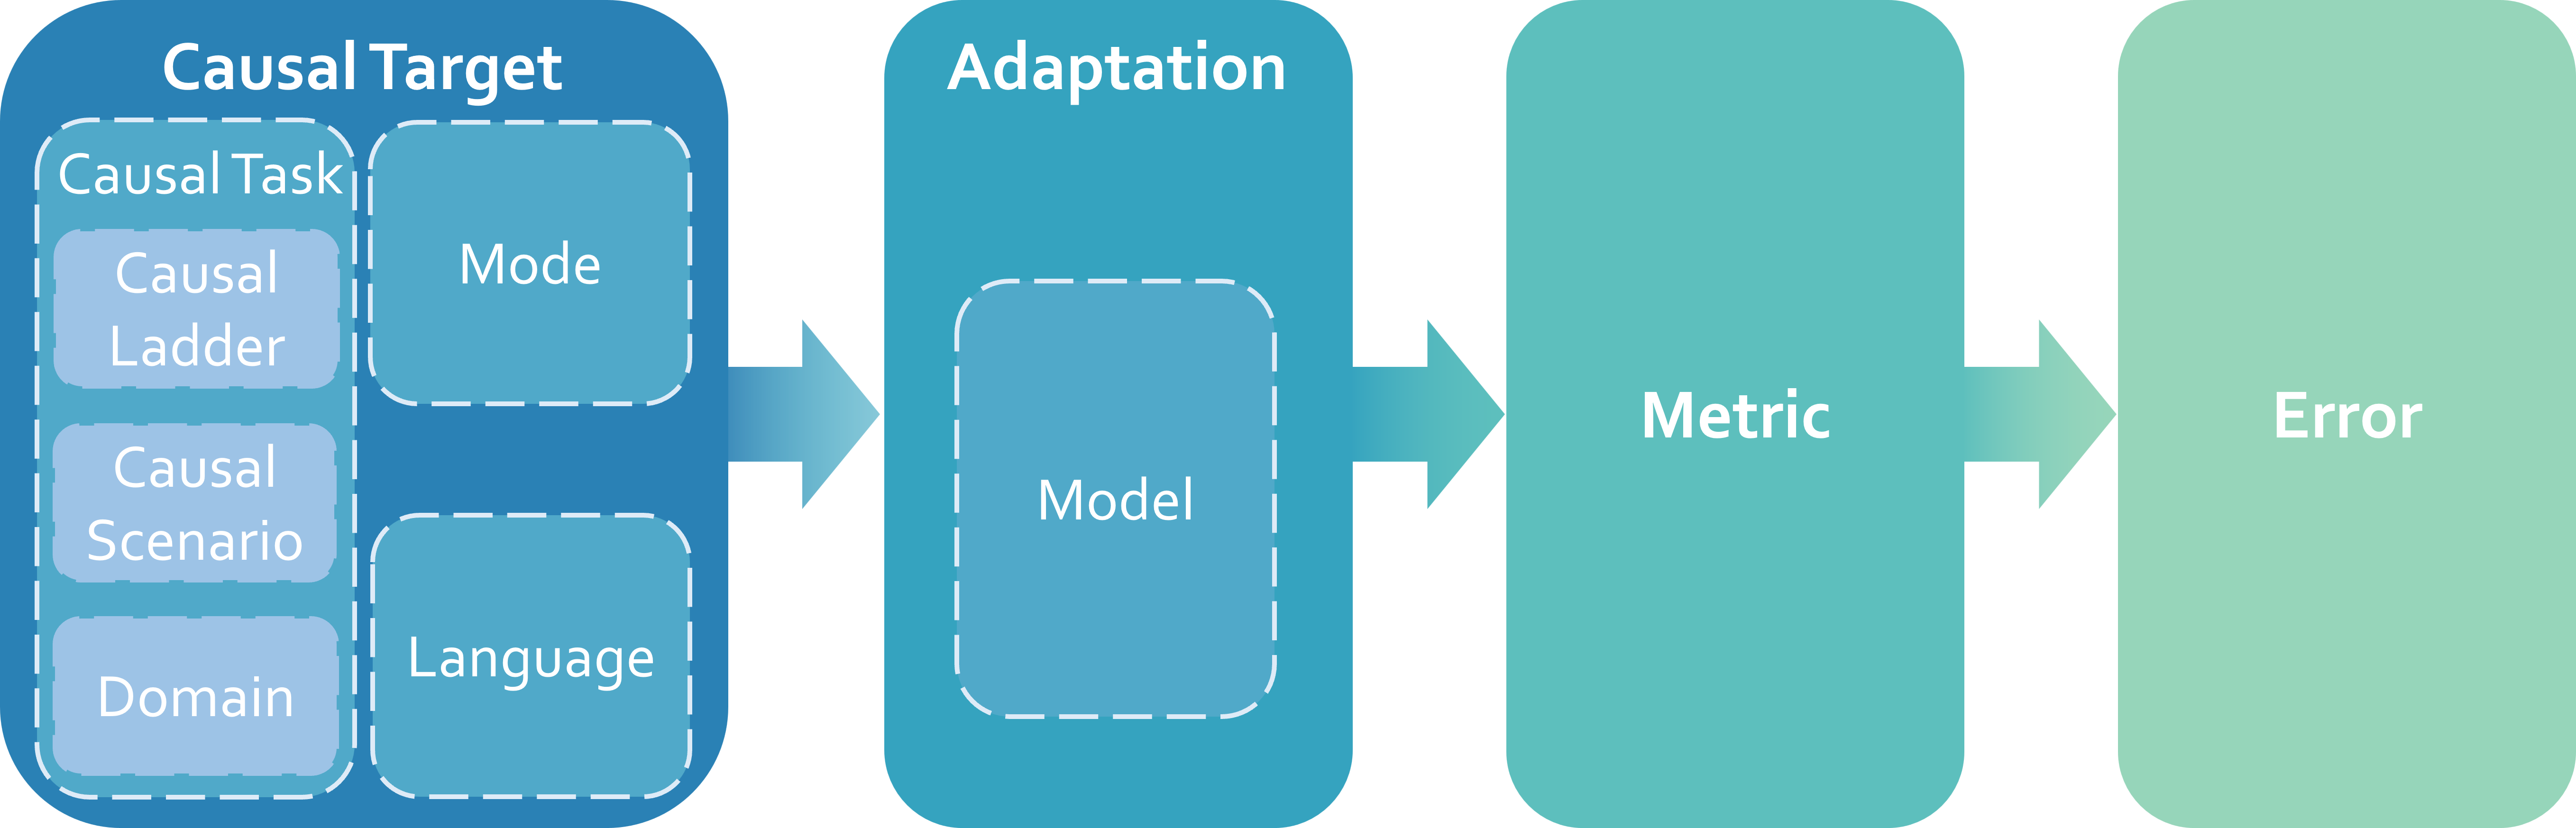 Causal Target
Causal Task
Causal
Ladder
Causal
Scenario
Domain
Mode
Language
Adaptation
Model
Metric
Error